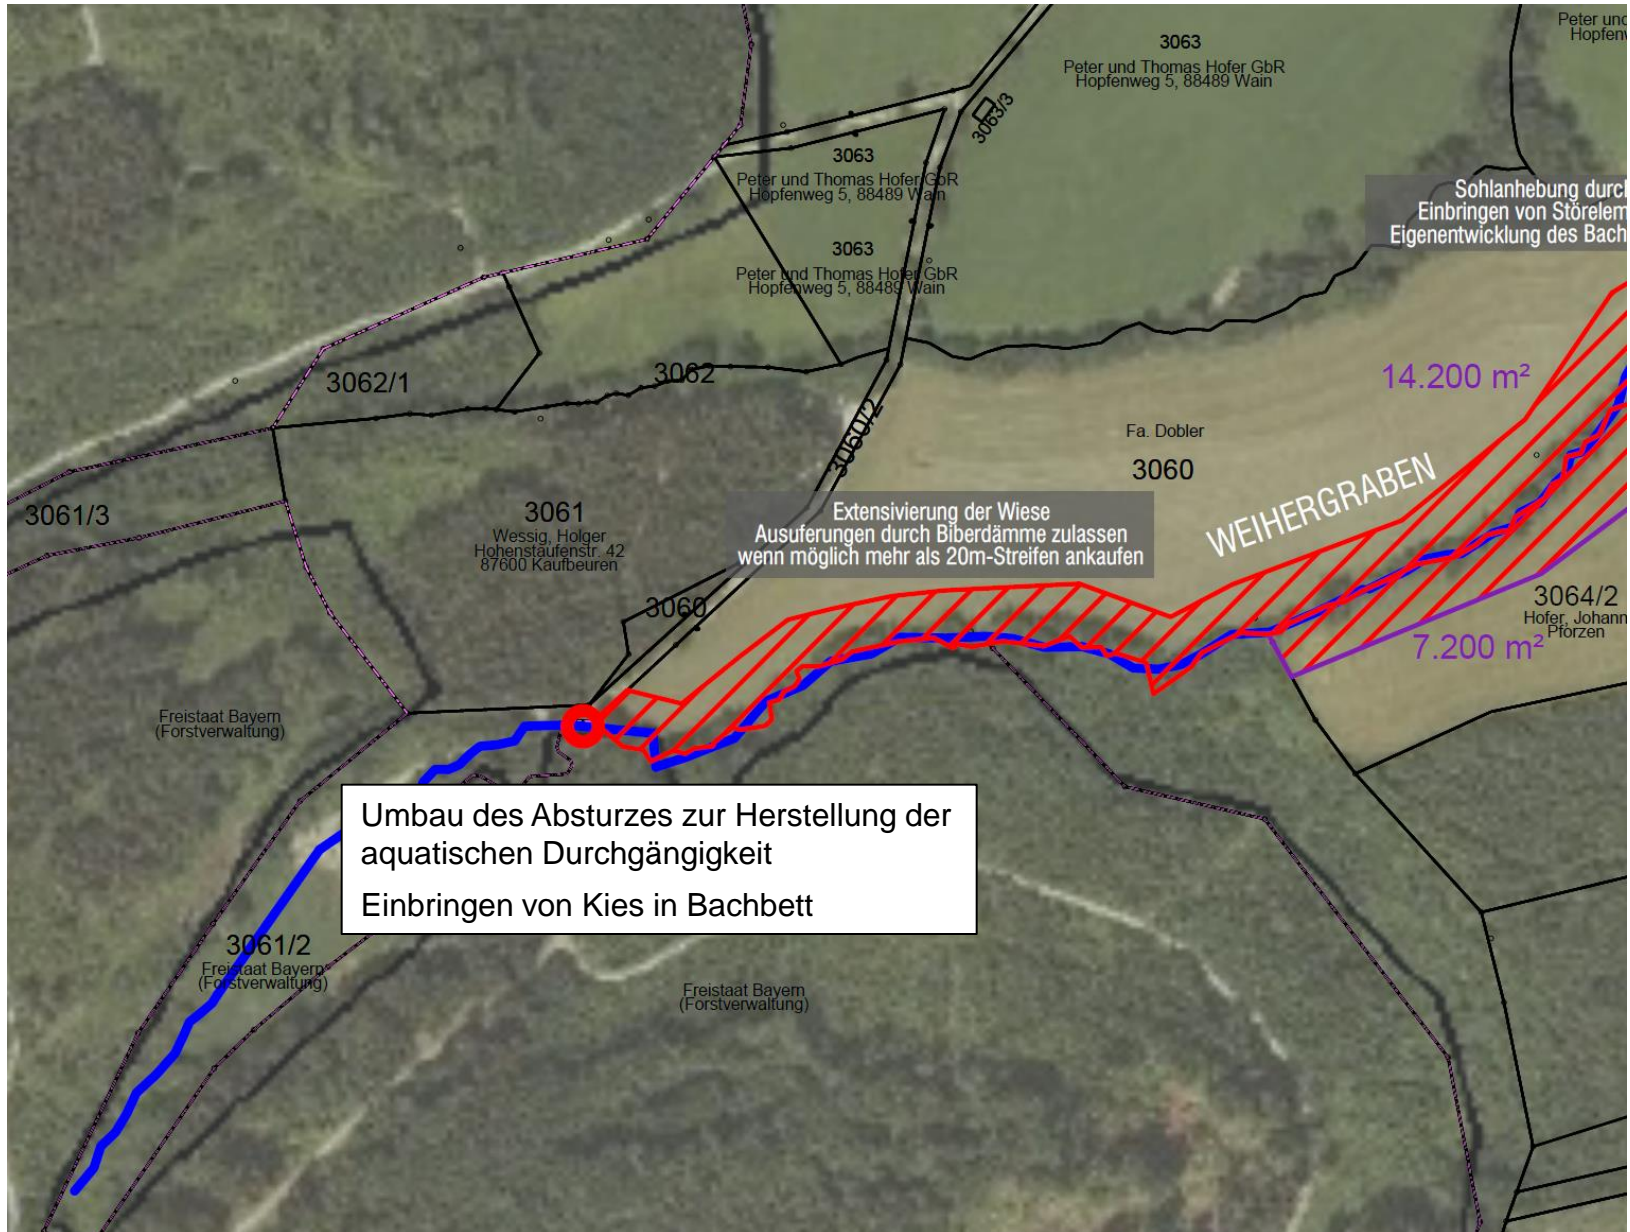 3063
Peter und Thomas Hofer GbR
Hopfenweg 5, 88489 Wain
Peter und
3063/3
3063
Peter und Thomas Hofer GbR
Hopfenweg 5, 88489 Wain
3063
Peter und Thomas Hofer GbR
Hopfenweg 5, 88489 Wain
Sohlanhebung durch
Einbringen von
Eigenentwicklung des
3062/1
3062
14.200 m²
3060/2
Fa. Dobler
3060
WEIHERGRABEN
3061/3
3061
Wessig, Holger
Hohenstaufenstr. 42
87600 Kaufbeuren
Extensivierung der Wiese
Ausuferungen durch Biberdämme zulassen
wenn möglich mehr als 20m-Streifen ankaufen
3060
3064/2
Hofer, Johann
Pforzen
7.200 m²
Freistaat Bayern
(Forstverwaltung)
Umbau des Absturzes zur Herstellung der
aquatischen Durchgängigkeit
Einbringen von Kies in Bachbett
3061/2
Freistaat Bayern
(Forstverwaltung)
Freistaat Bayern
(Forstverwaltung)